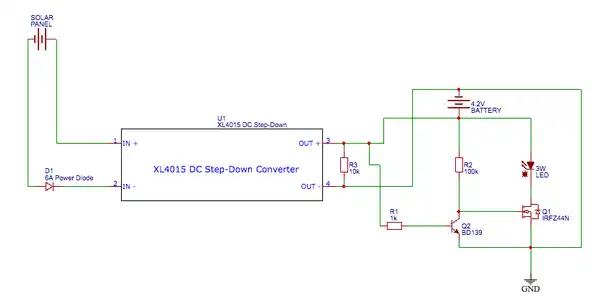 SOLAR
PANEL
U1
XL4015 DC Step-Down
1
IN +
OUT +
3
4.2V
BATTERY
D1
6A Power Diode
2
IN -
XL4015 DC Step-Down Converter
OUT -
4
R3
10k
R2
100k
3W
LED
R1
1k
Q2
BD139
Q1
IRFZ44N
GND